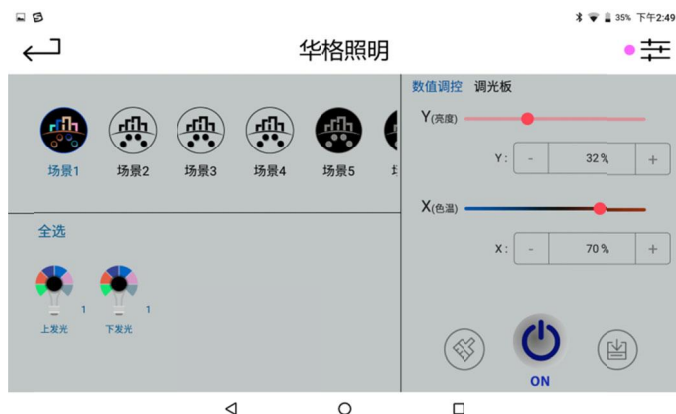 35% 下午2:49
华格照明
数值调控 调光板
Y(亮度)
Y: - 32% +
X(色温)
X: - 70% +
场景1 场景2 场景3 场景4 场景5
全选
1 1
上发光 下发光
ON